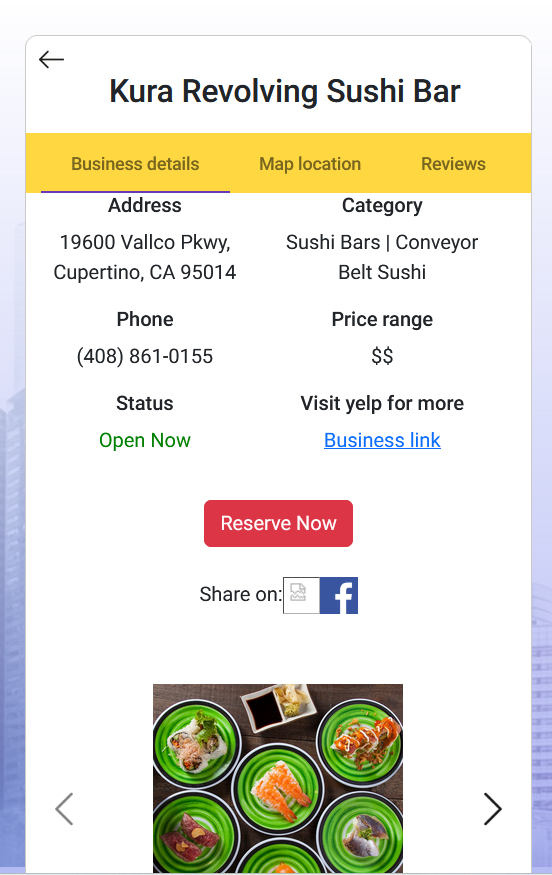 Kura Revolving Sushi Bar
Business details
Map location
Reviews
Address
19600 Vallco Pkwy,
Cupertino, CA 95014
Category
Sushi Bars | Conveyor
Belt Sushi
Phone
(408) 861-0155
Price range
$$
Status
Open Now
Visit yelp for more
Business link
Reserve Now
Share on:
f